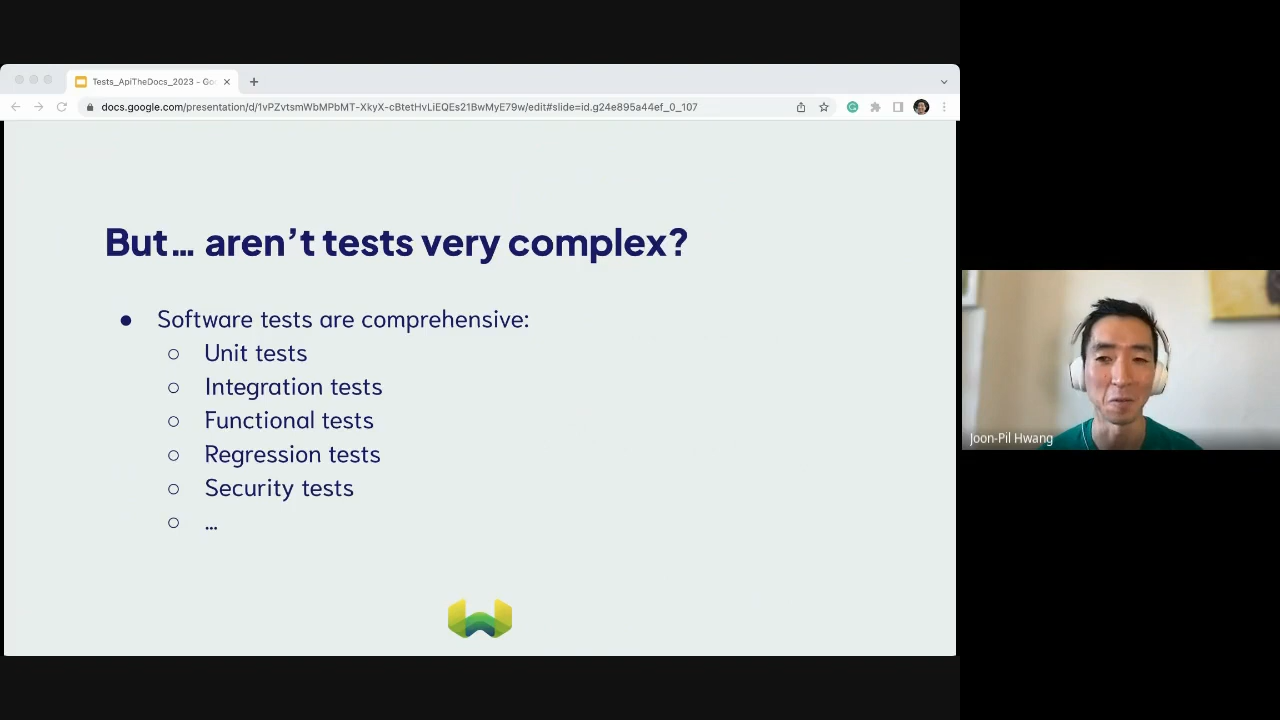 Tests_ApiTheDocs_2023 - Goo
docs.google.com/presentation/d/1vPZvtsmWbMPbMT-XkyX-cBtetHvLiEQEs21BwMyE79w/edit#slide=id.g24e895a44ef_0_107
But… aren’t tests very complex?
● Software tests are comprehensive:
○ Unit tests
○ Integration tests
○ Functional tests
○ Regression tests
○ Security tests
○ …
Joon-Pil Hwang